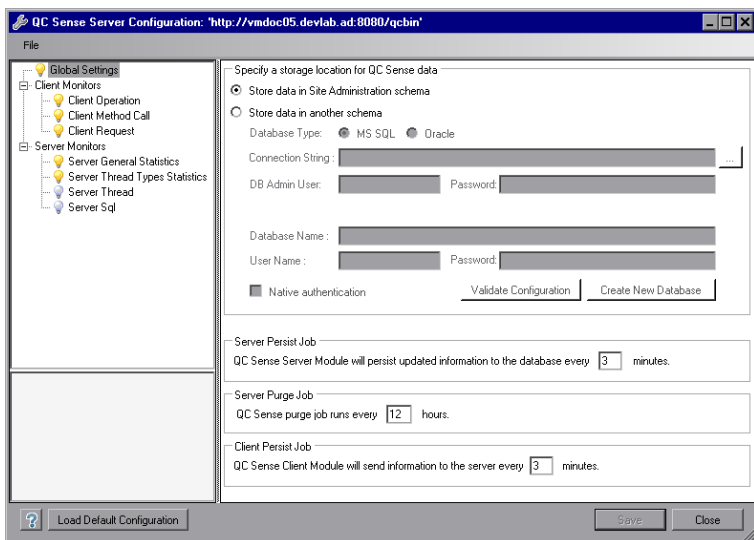 QC Sense Server Configuration: 'http://vmdoc05.devlab.ad:8080/qcbin'
File
Global Settings
Client Monitors
Client Operation
Client Method Call
Client Request
Server Monitors
Server General Statistics
Server Thread Types Statistics
Server Thread
Server Sql
Specify a storage location for QC Sense data
Store data in Site Administration schema
Store data in another schema
Database Type: MS SQL Oracle
Connection String : ...
DB Admin User: Password:
Database Name :
User Name : Password:
Native authentication Validate Configuration Create New Database
Server Persist Job
QC Sense Server Module will persist updated information to the database every 3 minutes.
Server Purge Job
QC Sense purge job runs every 12 hours.
Client Persist Job
QC Sense Client Module will send information to the server every 3 minutes.
? Load Default Configuration Save Close